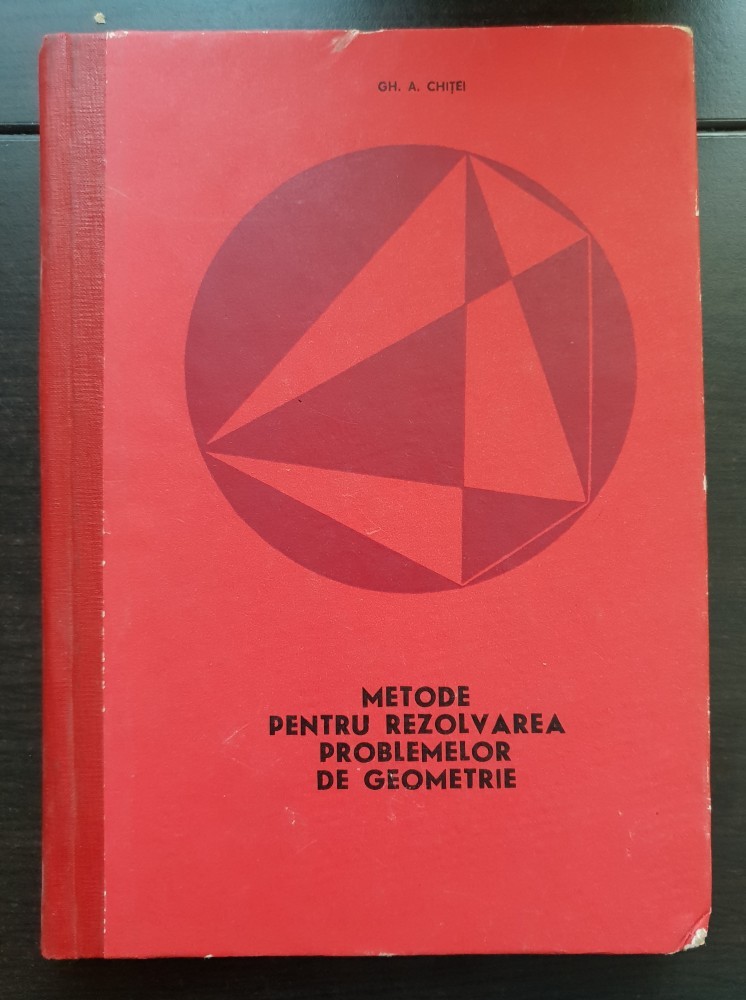 GH. A. CHIȚEI
METODE
PENTRU REZOLVAREA
PROBLEMELOR
DE GEOMETRIE